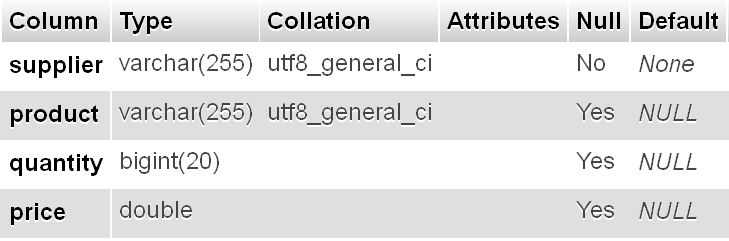 Column Type Collation Attributes Null Default
supplier varchar(255) utf8_general_ci No None
product varchar(255) utf8_general_ci Yes NULL
quantity bigint(20) Yes NULL
price double Yes NULL